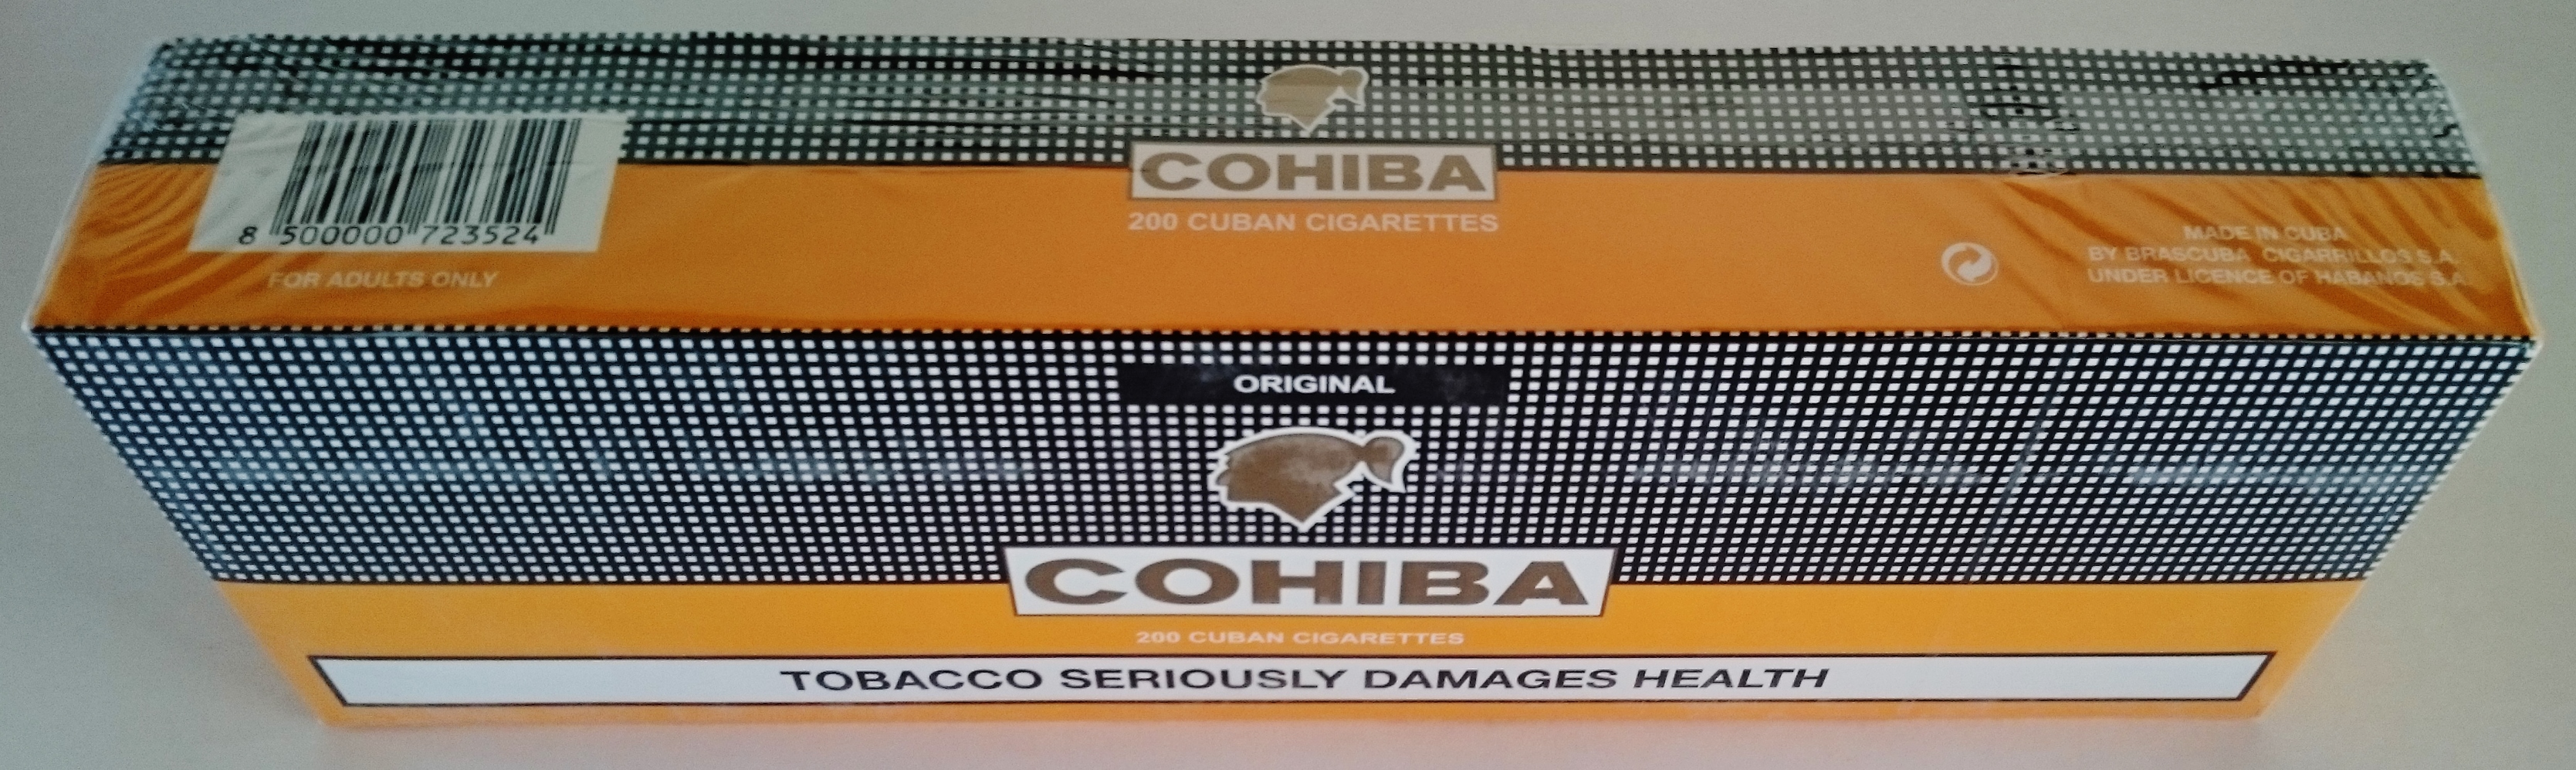 COHIBA
200 CUBAN CIGARETTES
8 500000 723524
FOR ADULTS ONLY
MADE IN CUBA
BY BRASCUBA CIGARRILLOS S.A.
UNDER LICENCE OF HABANOS S.A.
ORIGINAL
COHIBA
200 CUBAN CIGARETTES
TOBACCO SERIOUSLY DAMAGES HEALTH